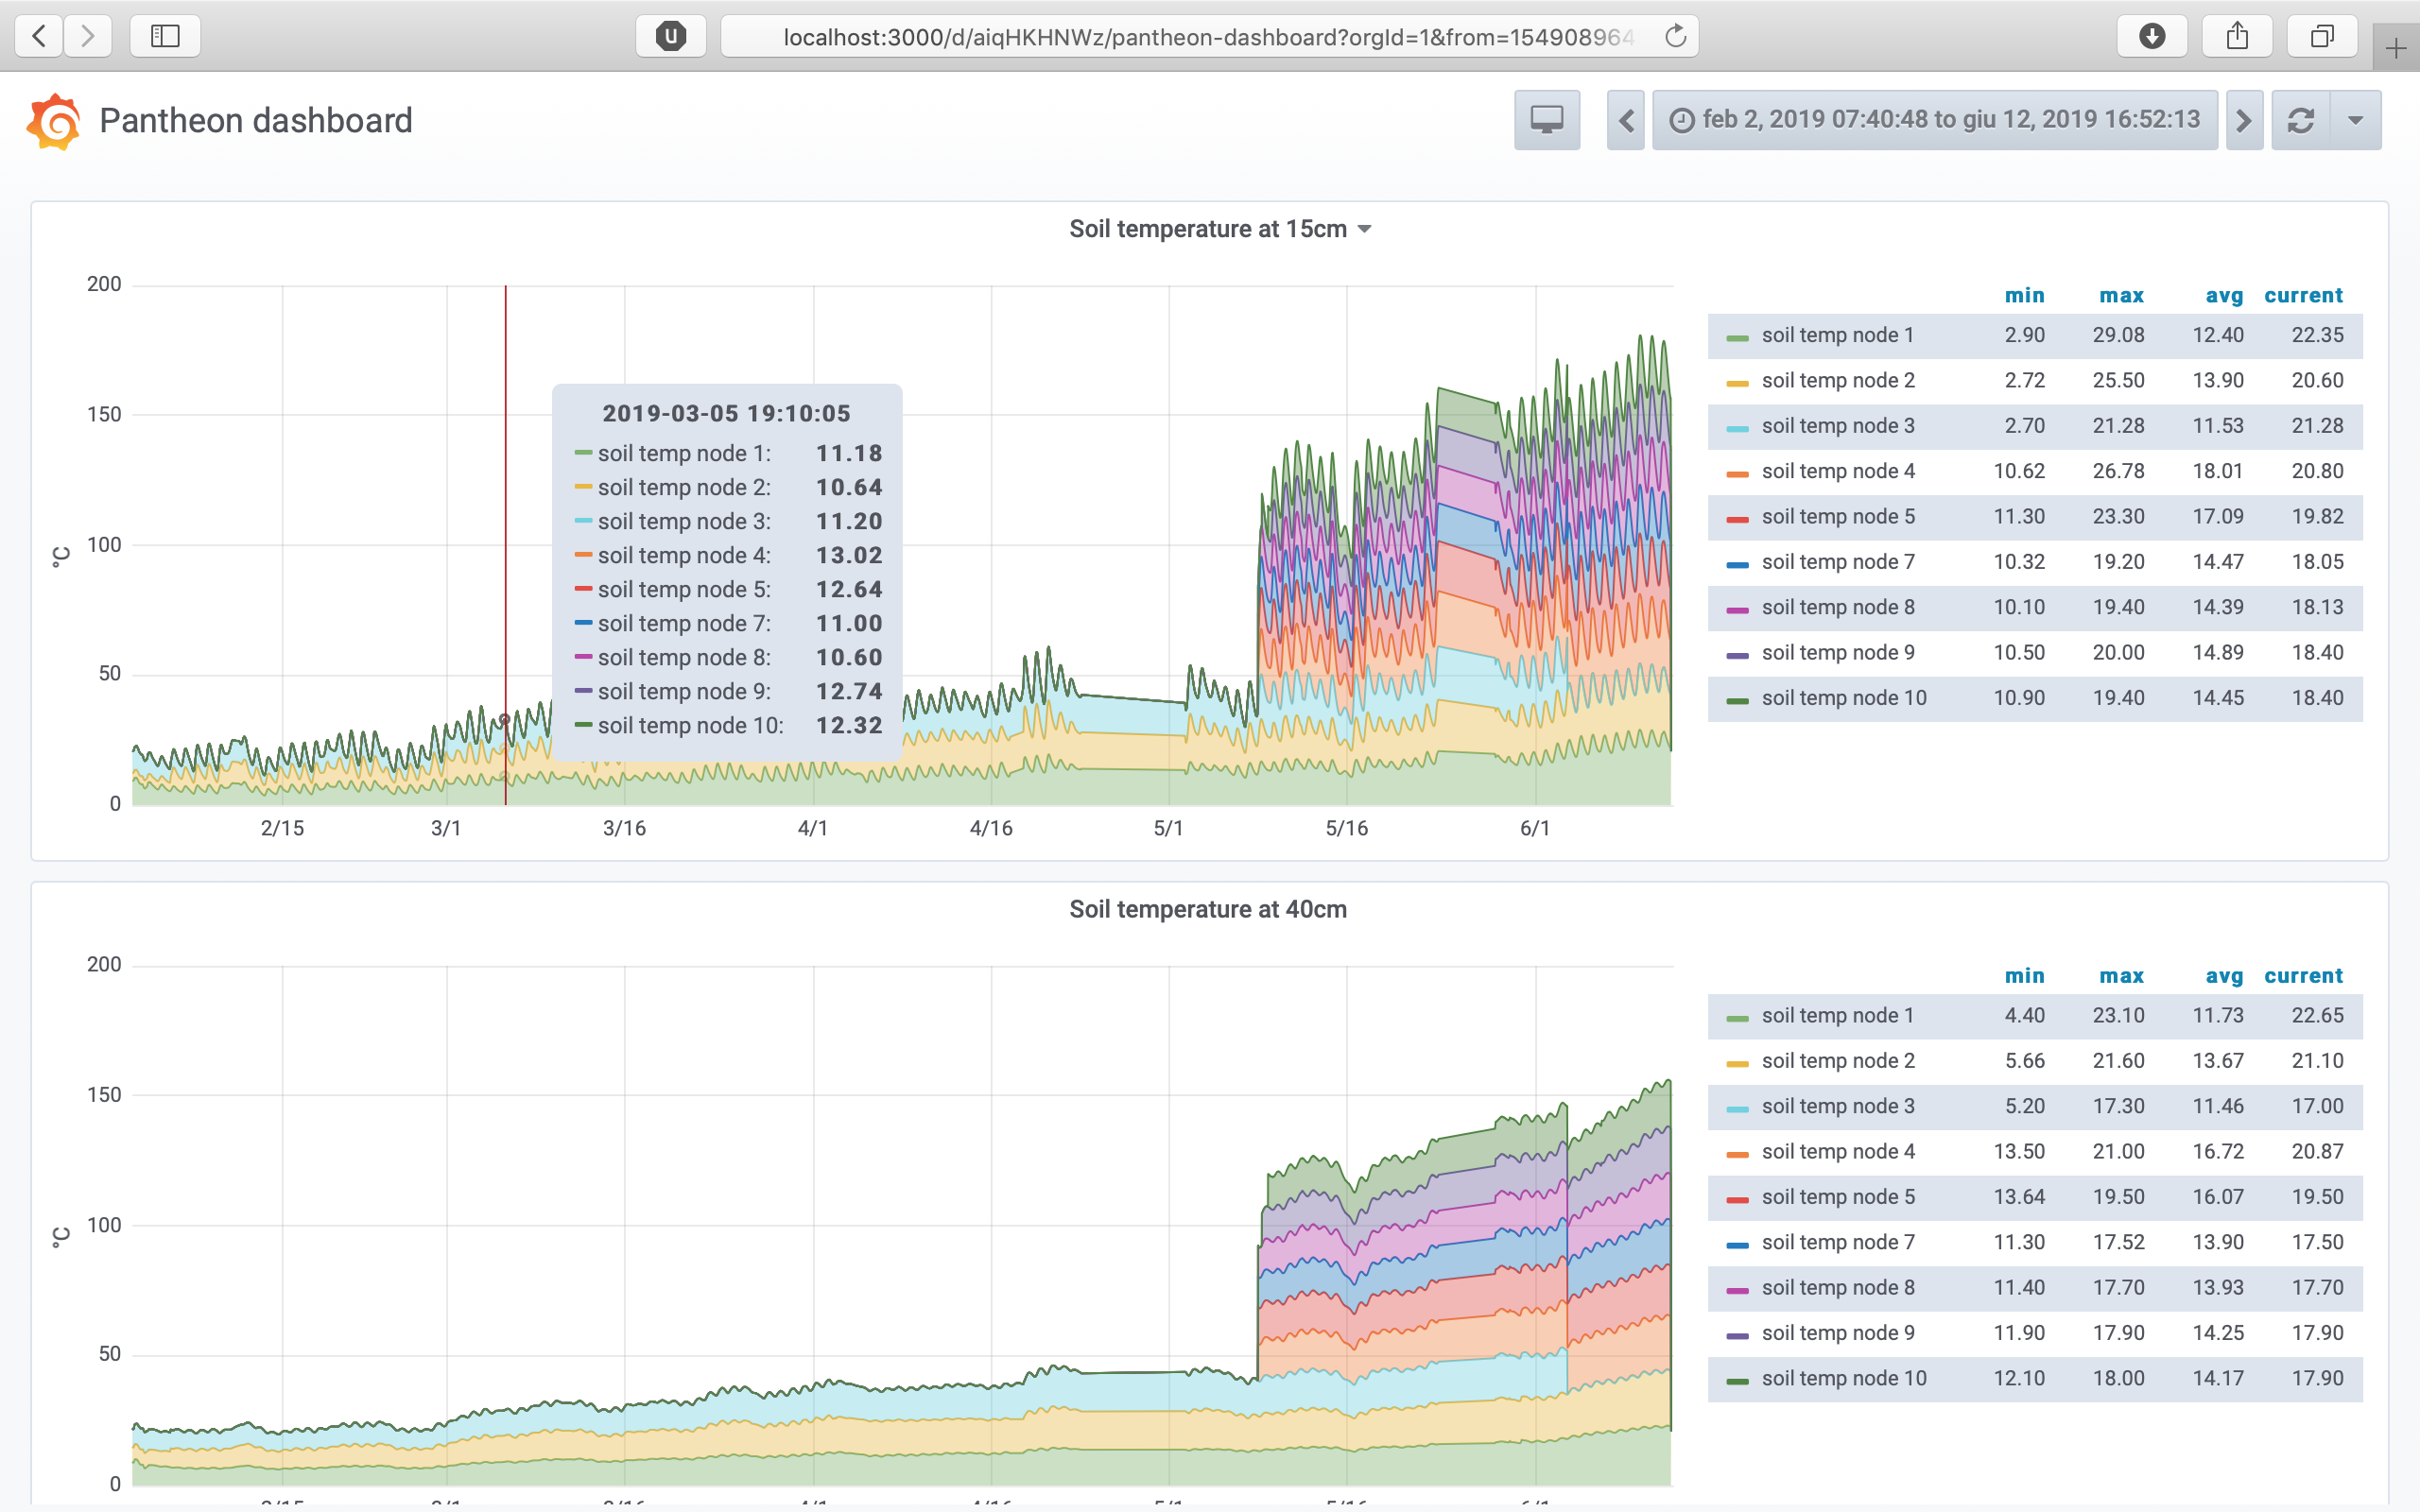 U
localhost:3000/d/aiqHKHNWz/pantheon-dashboard?orgId=1&from=154908964
Pantheon dashboard
feb 2, 2019 07:40:48 to giu 12, 2019 16:52:13
Soil temperature at 15cm
200
150
100
50
0
°C
2/15 3/1 3/16 4/1 4/16 5/1 5/16 6/1
2019-03-05 19:10:05
soil temp node 1: 11.18
soil temp node 2: 10.64
soil temp node 3: 11.20
soil temp node 4: 13.02
soil temp node 5: 12.64
soil temp node 7: 11.00
soil temp node 8: 10.60
soil temp node 9: 12.74
soil temp node 10: 12.32
min max avg current
soil temp node 1 2.90 29.08 12.40 22.35
soil temp node 2 2.72 25.50 13.90 20.60
soil temp node 3 2.70 21.28 11.53 21.28
soil temp node 4 10.62 26.78 18.01 20.80
soil temp node 5 11.30 23.30 17.09 19.82
soil temp node 7 10.32 19.20 14.47 18.05
soil temp node 8 10.10 19.40 14.39 18.13
soil temp node 9 10.50 20.00 14.89 18.40
soil temp node 10 10.90 19.40 14.45 18.40
Soil temperature at 40cm
200
150
100
50
0
°C
2/15 3/1 3/16 4/1 4/16 5/1 5/16 6/1
min max avg current
soil temp node 1 4.40 23.10 11.73 22.65
soil temp node 2 5.66 21.60 13.67 21.10
soil temp node 3 5.20 17.30 11.46 17.00
soil temp node 4 13.50 21.00 16.72 20.87
soil temp node 5 13.64 19.50 16.07 19.50
soil temp node 7 11.30 17.52 13.90 17.50
soil temp node 8 11.40 17.70 13.93 17.70
soil temp node 9 11.90 17.90 14.25 17.90
soil temp node 10 12.10 18.00 14.17 17.90